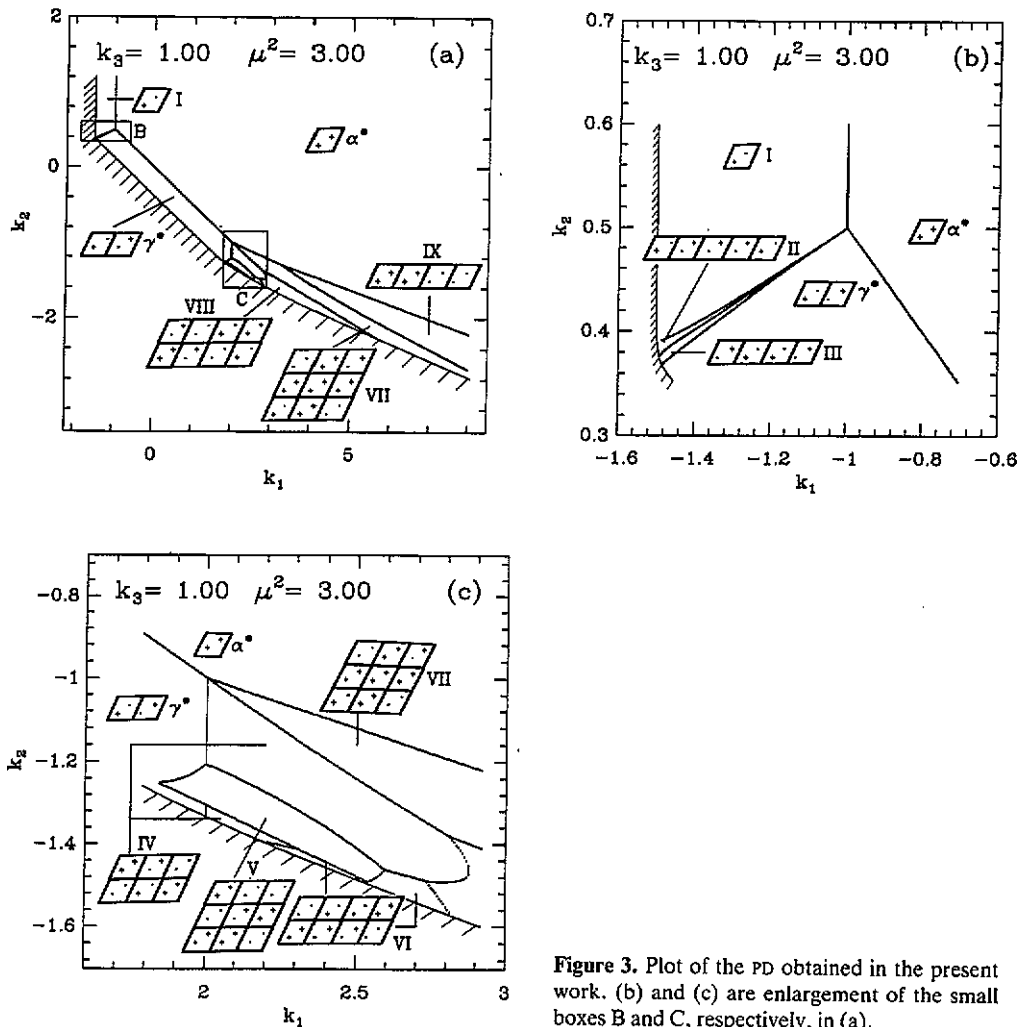 2
k₃= 1.00 μ²= 3.00 (a)
I
B
α*
0
k₂
γ*
IX
C
VIII
-2
VII
0 5
k₁
0.7
k₃= 1.00 μ²= 3.00 (b)
0.6
I
k₂
0.5
α*
II
γ*
0.4
III
0.3
-1.6 -1.4 -1.2 -1 -0.8 -0.6
k₁
k₃= 1.00 μ²= 3.00 (c)
-0.8
α*
VII
-1
γ*
k₂
-1.2
-1.4
IV
V
VI
-1.6
2 2.5 3
k₁
Figure 3. Plot of the PD obtained in the present
work. (b) and (c) are enlargement of the small
boxes B and C, respectively, in (a).